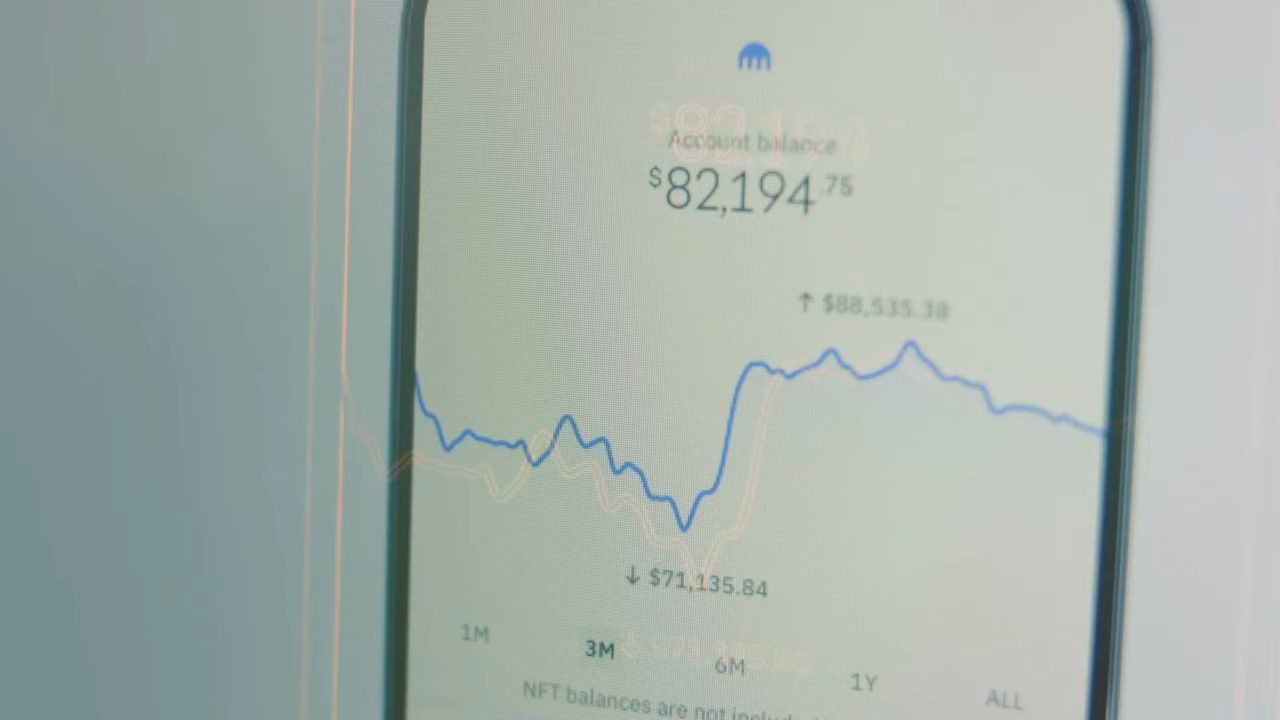 Account balance
$82,194.75
↑ $88,535.38
↓ $71,135.84
1M 3M 6M 1Y ALL
NFT balances are not